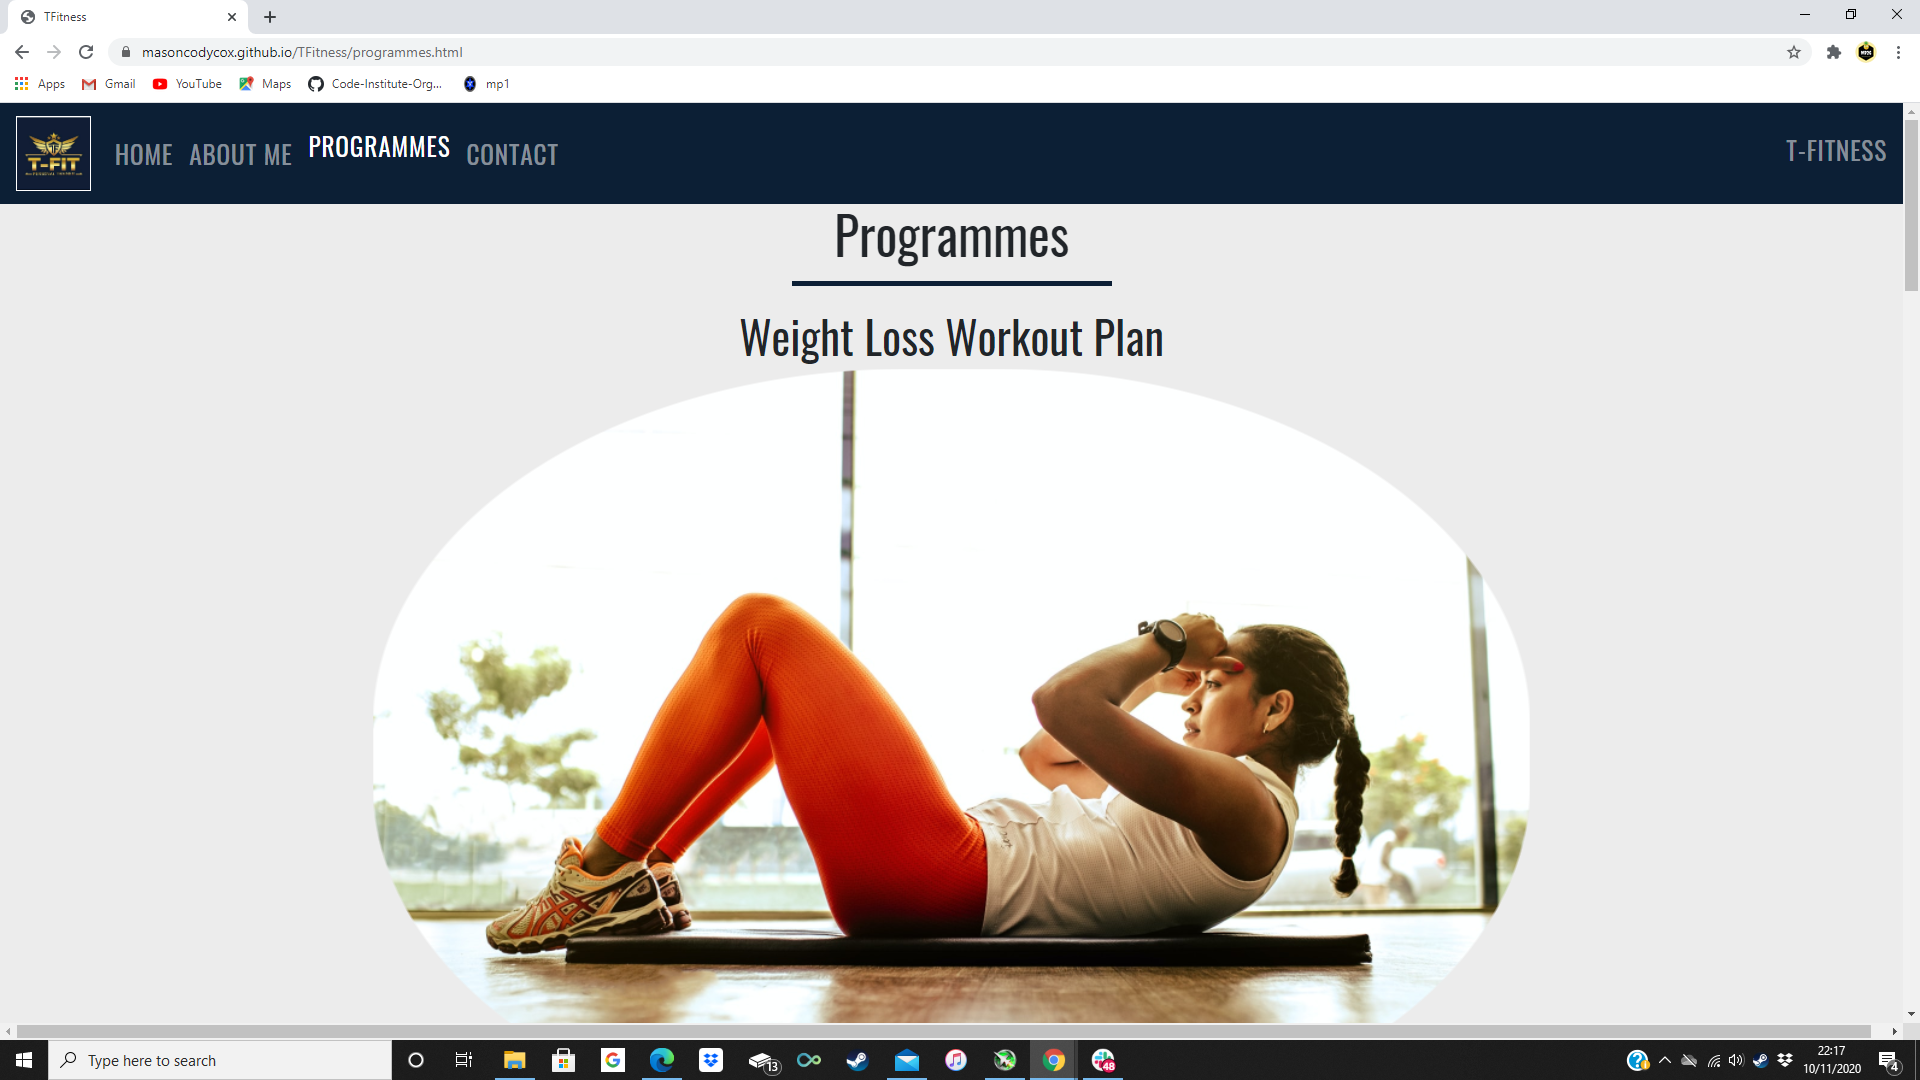 TFitness
masoncodycox.github.io/TFitness/programmes.html
Apps Gmail YouTube Maps Code-Institute-Org... mp1
T-FIT
HOME ABOUT ME PROGRAMMES CONTACT T-FITNESS
Programmes
Weight Loss Workout Plan
Type here to search
13
48
22:17
10/11/2020
4